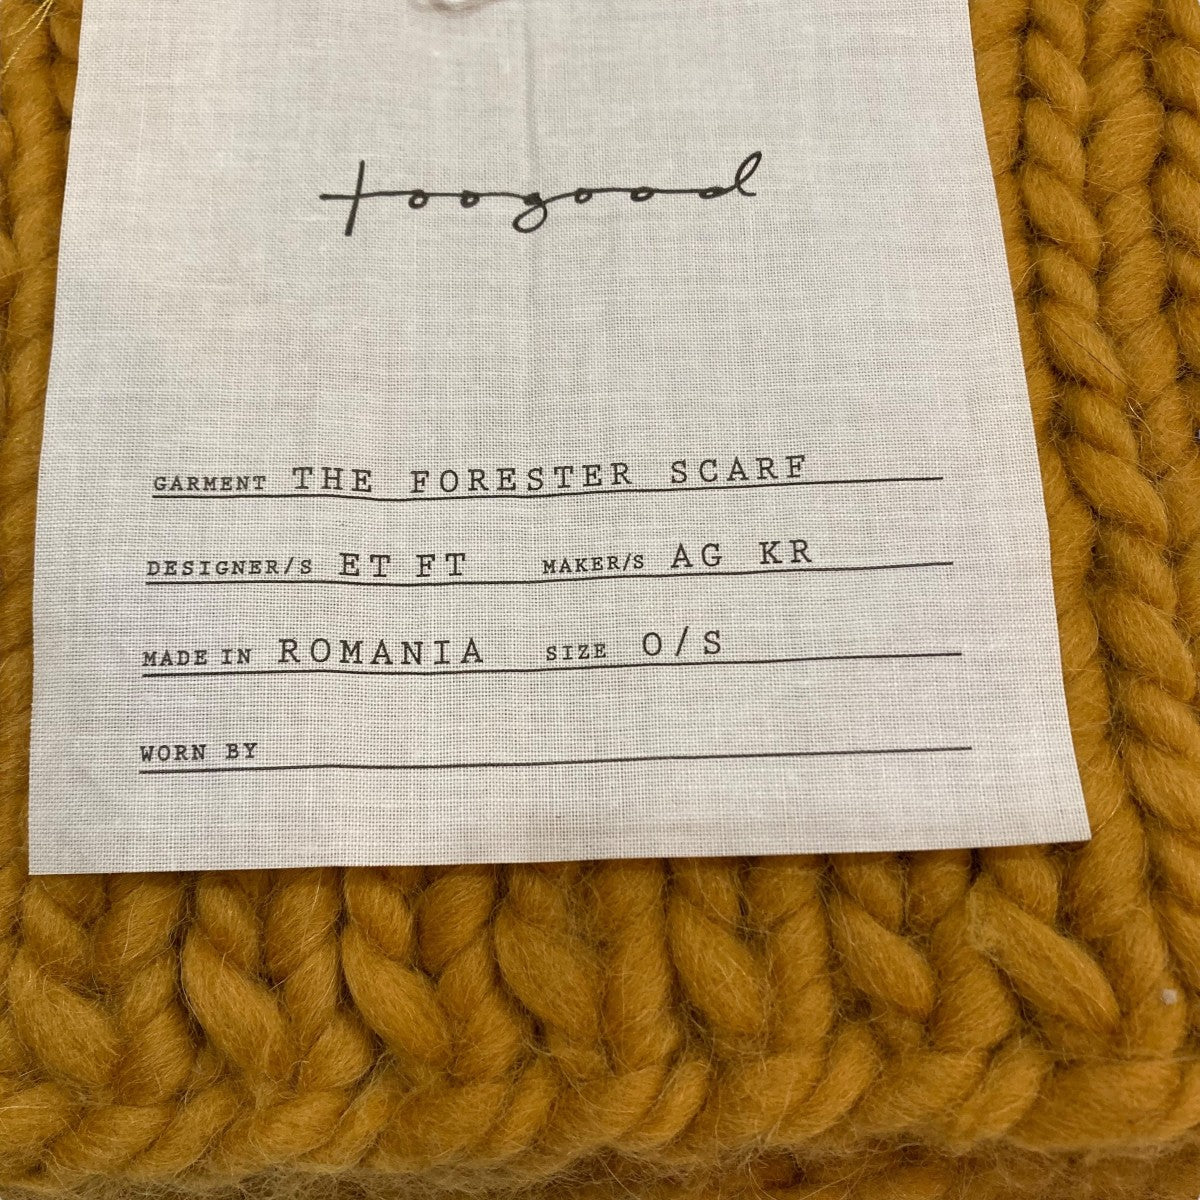 toogood
GARMENT THE FORESTER SCARF
DESIGNER/S ET FT MAKER/S AG KR
MADE IN ROMANIA SIZE O/S
WORN BY